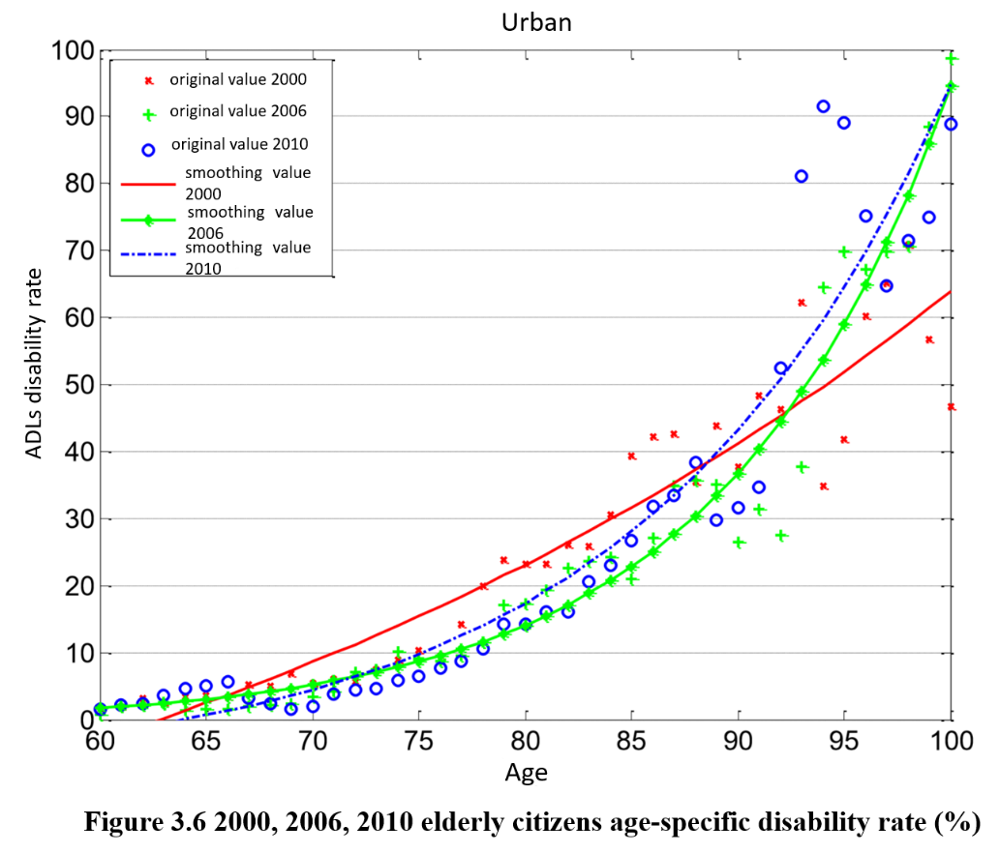 Urban
100
90
80
70
60
50
40
30
20
10
0
ADLs disability rate
original value 2000
original value 2006
original value 2010
smoothing value
2000
smoothing value
2006
smoothing value
2010
60 65 70 75 80 85 90 95 100
Age
Figure 3.6 2000, 2006, 2010 elderly citizens age-specific disability rate (%)